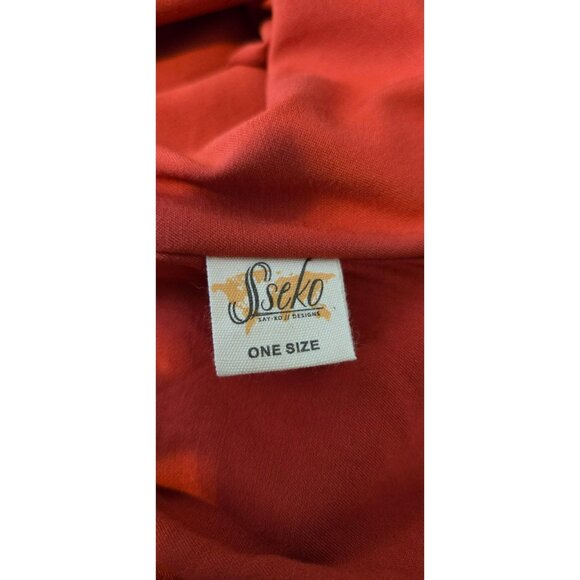 Sseko
SAY-KO // DESIGNS
ONE SIZE